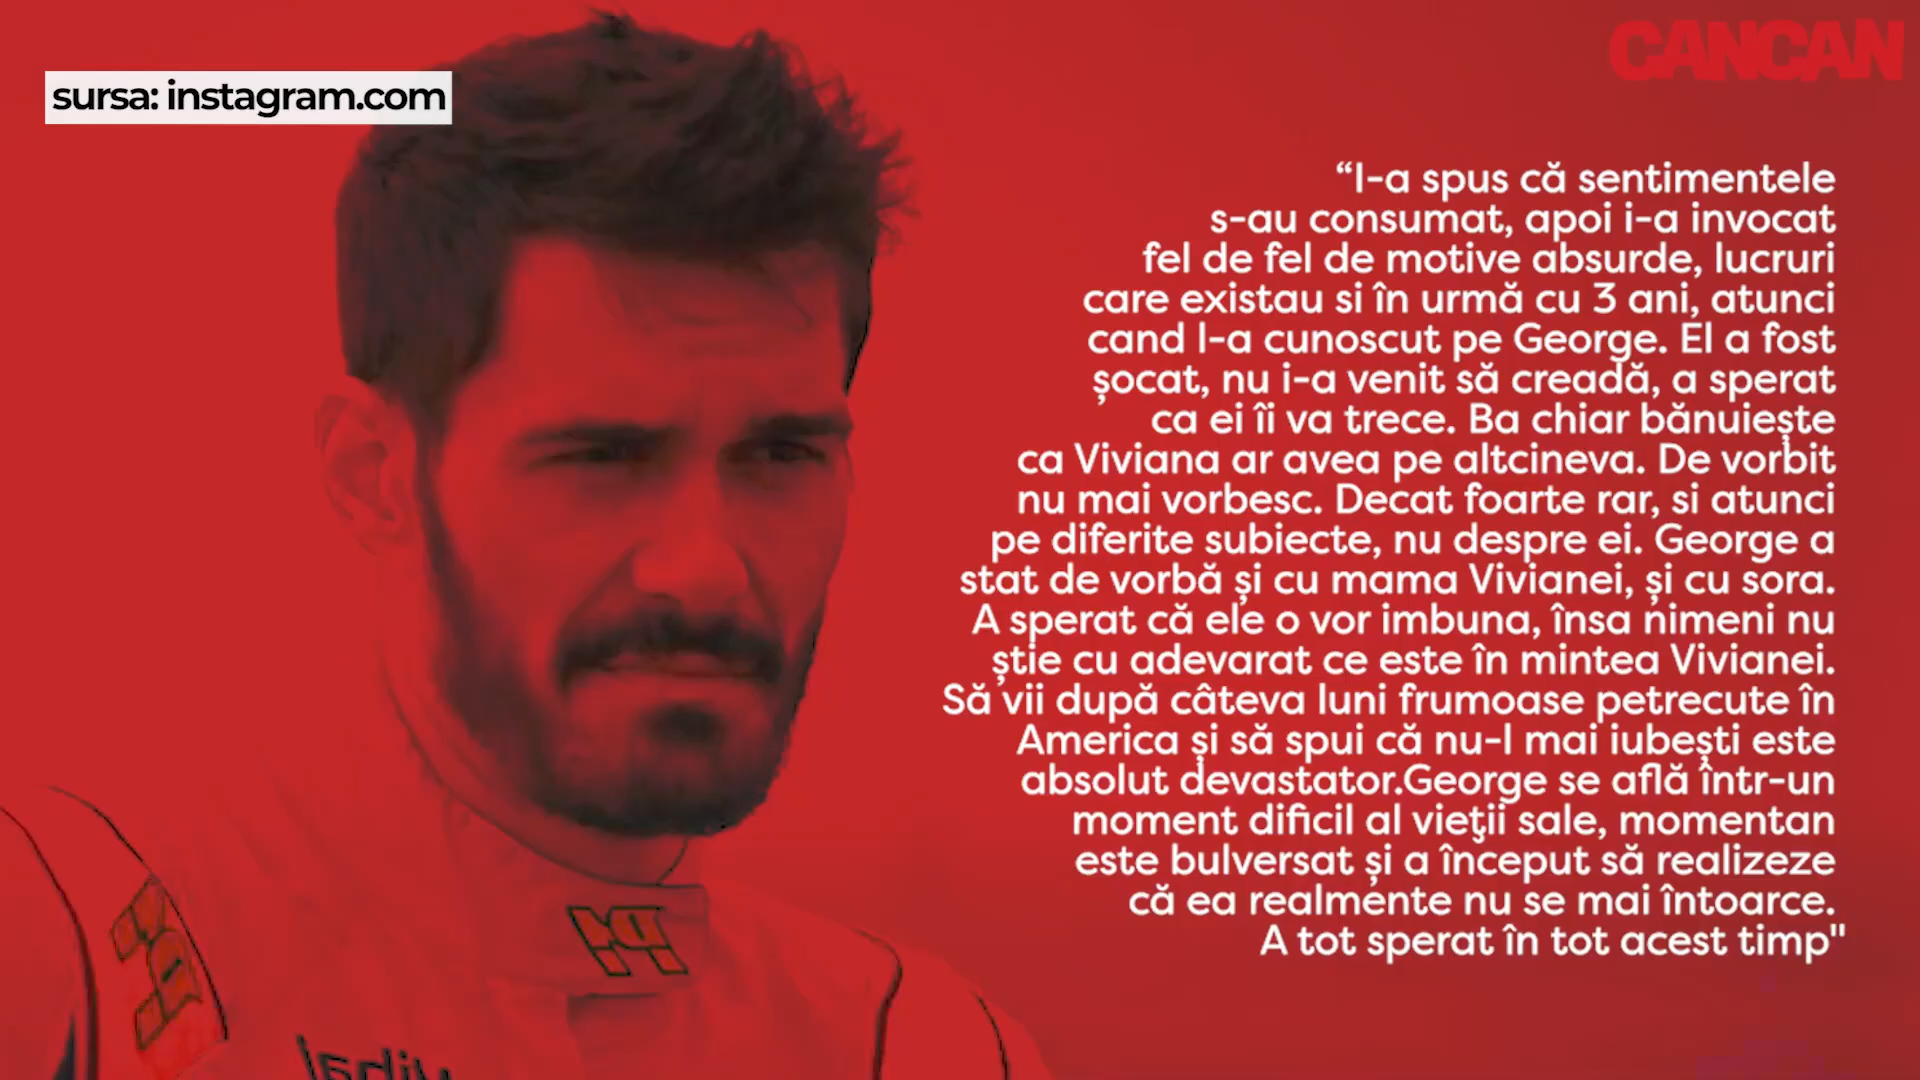 CANCAN
sursa: instagram.com
“I-a spus că sentimentele
s-au consumat, apoi i-a invocat
fel de fel de motive absurde, lucruri
care existau si în urmă cu 3 ani, atunci
cand l-a cunoscut pe George. El a fost
șocat, nu i-a venit să creadă, a sperat
ca ei îi va trece. Ba chiar bănuiește
ca Viviana ar avea pe altcineva. De vorbit
nu mai vorbesc. Decat foarte rar, si atunci
pe diferite subiecte, nu despre ei. George a
stat de vorbă și cu mama Vivianei, și cu sora.
A sperat că ele o vor imbuna, însa nimeni nu
știe cu adevarat ce este în mintea Vivianei.
Să vii după câteva luni frumoase petrecute în
America și să spui că nu-l mai iubești este
absolut devastator.George se află într-un
moment dificil al vieţii sale, momentan
este bulversat și a început să realizeze
că ea realmente nu se mai întoarce.
A tot sperat în tot acest timp"